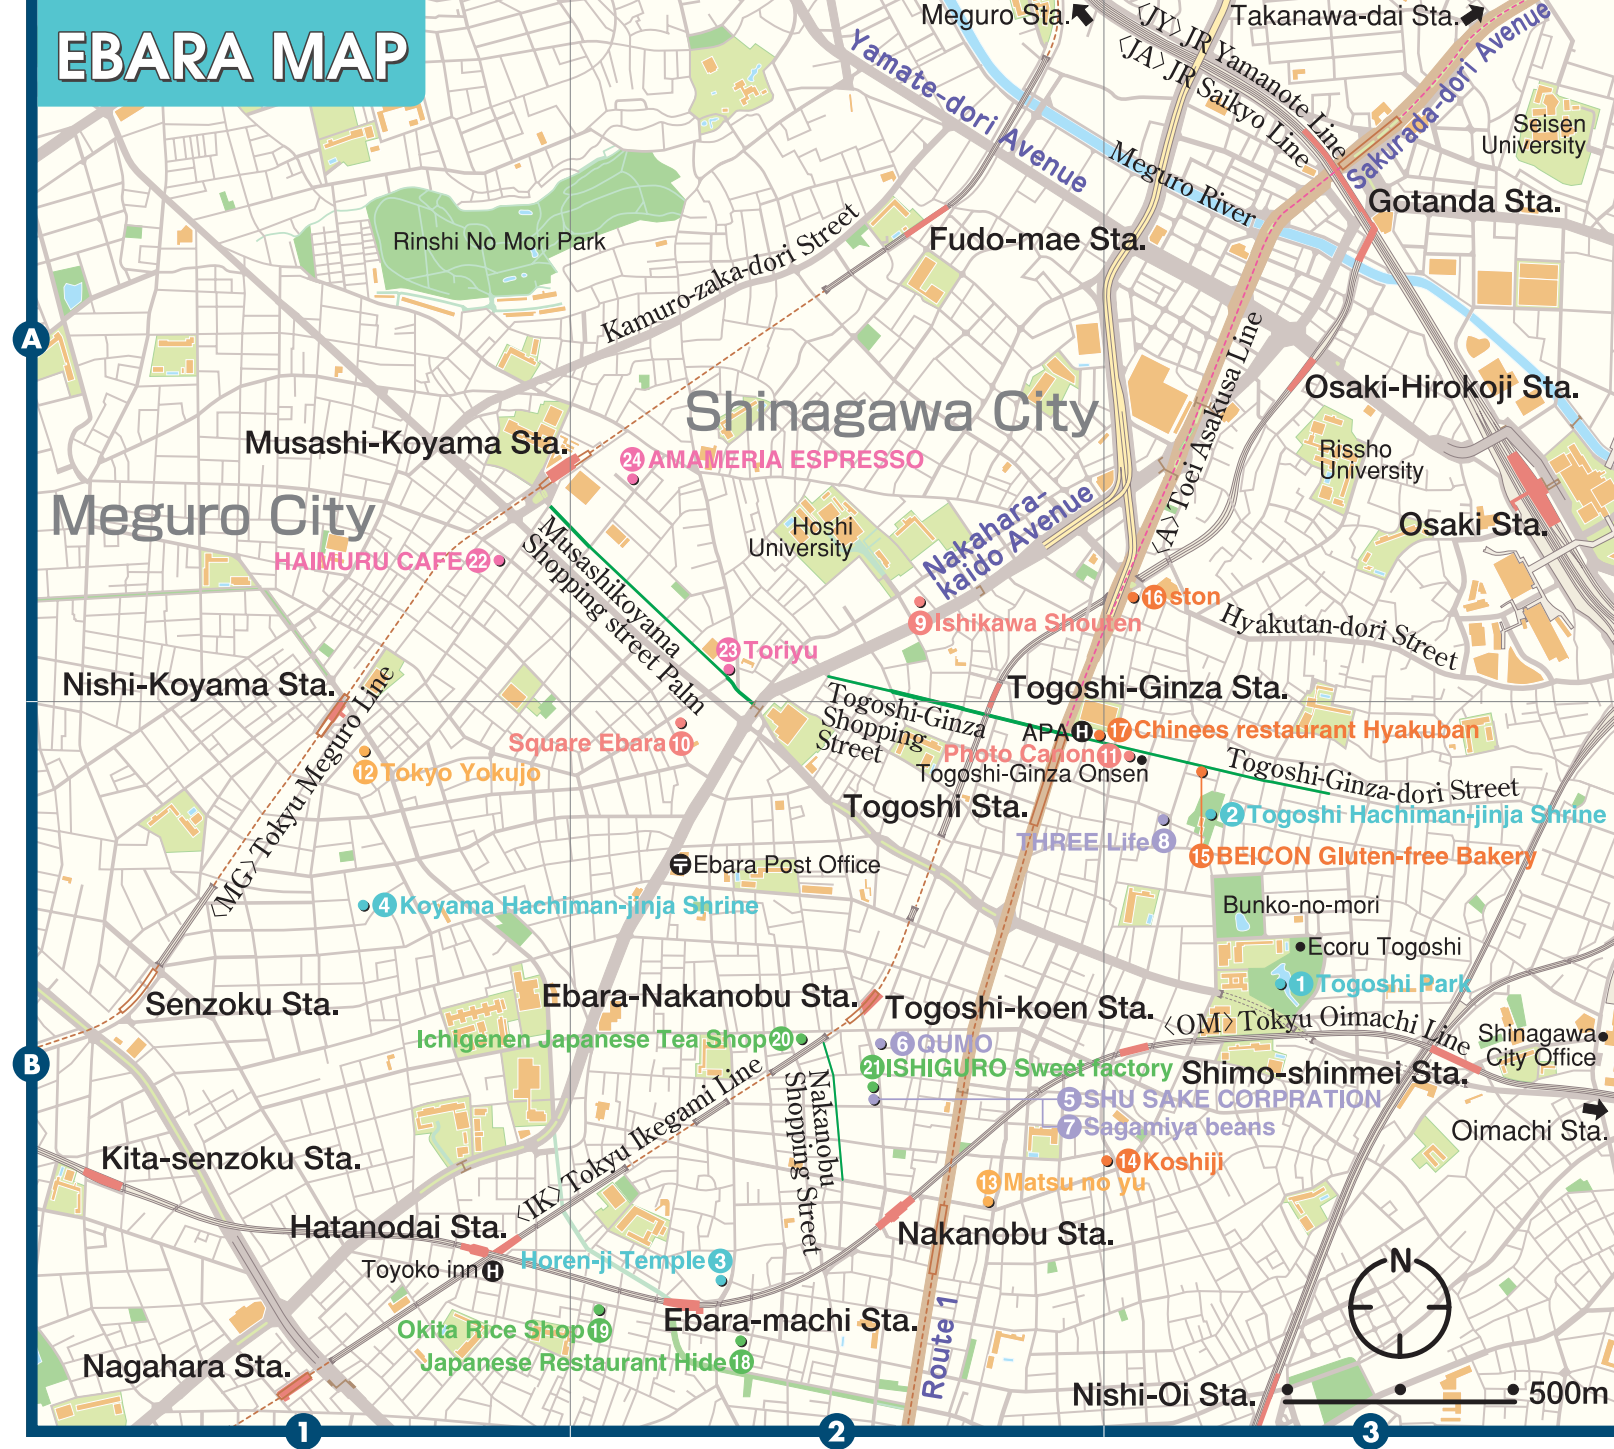 EBARA MAP
Meguro Sta.
Takanawa-dai Sta.
〈JY〉JR Yamanote Line
〈JA〉JR Saikyo Line
Yamate-dori Avenue
Sakurada-dori Avenue
Seisen
University
Meguro River
Gotanda Sta.
Rinshi No Mori Park
Fudo-mae Sta.
Kamuro-zaka-dori Street
A
〈A〉Toei Asakusa Line
Osaki-Hirokoji Sta.
Shinagawa City
Musashi-Koyama Sta.
24 AMAMERIA ESPRESSO
Rissho
University
Meguro City
Hoshi
University
Nakahara-
kaido Avenue
Osaki Sta.
HAIMURU CAFE 22
Musashikoyama
Shopping street Palm
16 ston
9 Ishikawa Shouten
Hyakutan-dori Street
23 Toriyu
Nishi-Koyama Sta.
Togoshi-Ginza Sta.
Togoshi-Ginza
Shopping
Street
APA H
17 Chinees restaurant Hyakuban
Square Ebara 10
Photo Canon 11
Togoshi-Ginza Onsen
Togoshi-Ginza-dori Street
12 Tokyo Yokujo
〈MG〉Tokyu Meguro Line
Togoshi Sta.
2 Togoshi Hachiman-jinja Shrine
THREE Life 8
15 BEICON Gluten-free Bakery
〒 Ebara Post Office
4 Koyama Hachiman-jinja Shrine
Bunko-no-mori
Ecoru Togoshi
1 Togoshi Park
Senzoku Sta.
Ebara-Nakanobu Sta.
Togoshi-koen Sta.
〈OM〉Tokyu Oimachi Line
Shinagawa
City Office
Ichigenen Japanese Tea Shop 20
6 QUMO
B
21 ISHIGURO Sweet factory
Shimo-shinmei Sta.
5 SHU SAKE CORPRATION
7 Sagamiya beans
Oimachi Sta.
Nakanobu
Shopping Street
〈IK〉Tokyu Ikegami Line
Kita-senzoku Sta.
14 Koshiji
13 Matsu no yu
Hatanodai Sta.
Nakanobu Sta.
Toyoko inn H
Horen-ji Temple 3
N
Okita Rice Shop 19
Ebara-machi Sta.
Route 1
Japanese Restaurant Hide 18
Nagahara Sta.
Nishi-Oi Sta.
500m
1
2
3